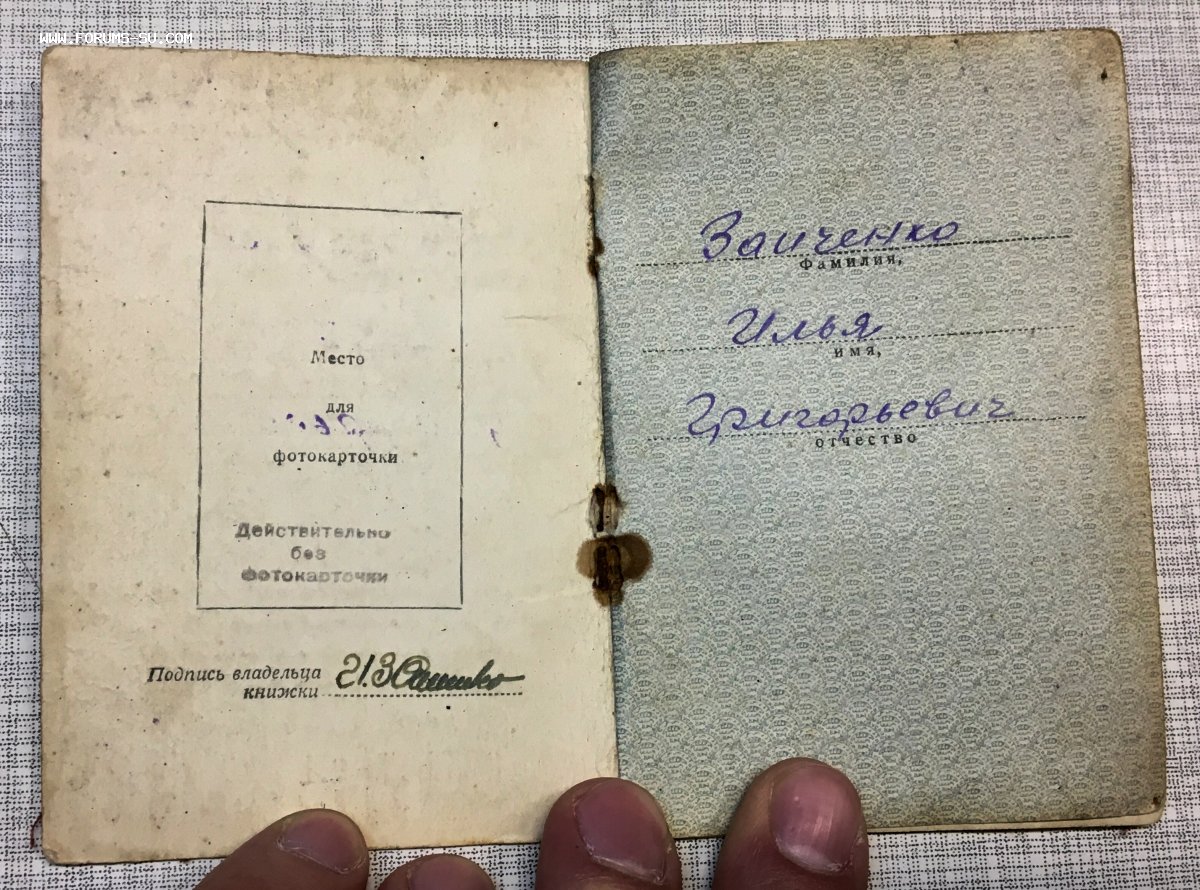 www.forums-su.com
Место
для
фотокарточки
Действительно
без
Фотокарточки
Подпись владельца
книжки
Заиченко
Фамилия,
Илья
имя,
Григорьевич
отчество